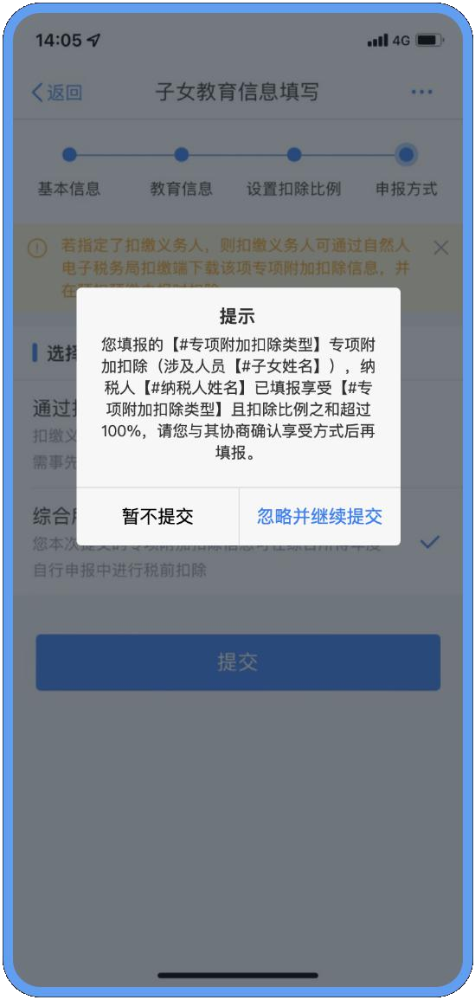 14:05
4G
返回
子女教育信息填写
基本信息
教育信息
设置扣除比例
申报方式
若指定了扣缴义务人，则扣缴义务人可通过自然人
电子税务局扣缴端下载该项专项附加扣除信息，并
在预扣预缴申报时扣除
提示
您填报的【#专项附加扣除类型】专项附
加扣除（涉及人员【#子女姓名】），纳
税人【#纳税人姓名】已填报享受【#专
项附加扣除类型】且扣除比例之和超过
100%，请您与其协商确认享受方式后再
填报。
暂不提交
忽略并继续提交
选择
通过扣
扣缴义
需事先
综合所
您本次提交的专项附加扣除信息可在综合所得年度
自行申报中进行税前扣除
提交